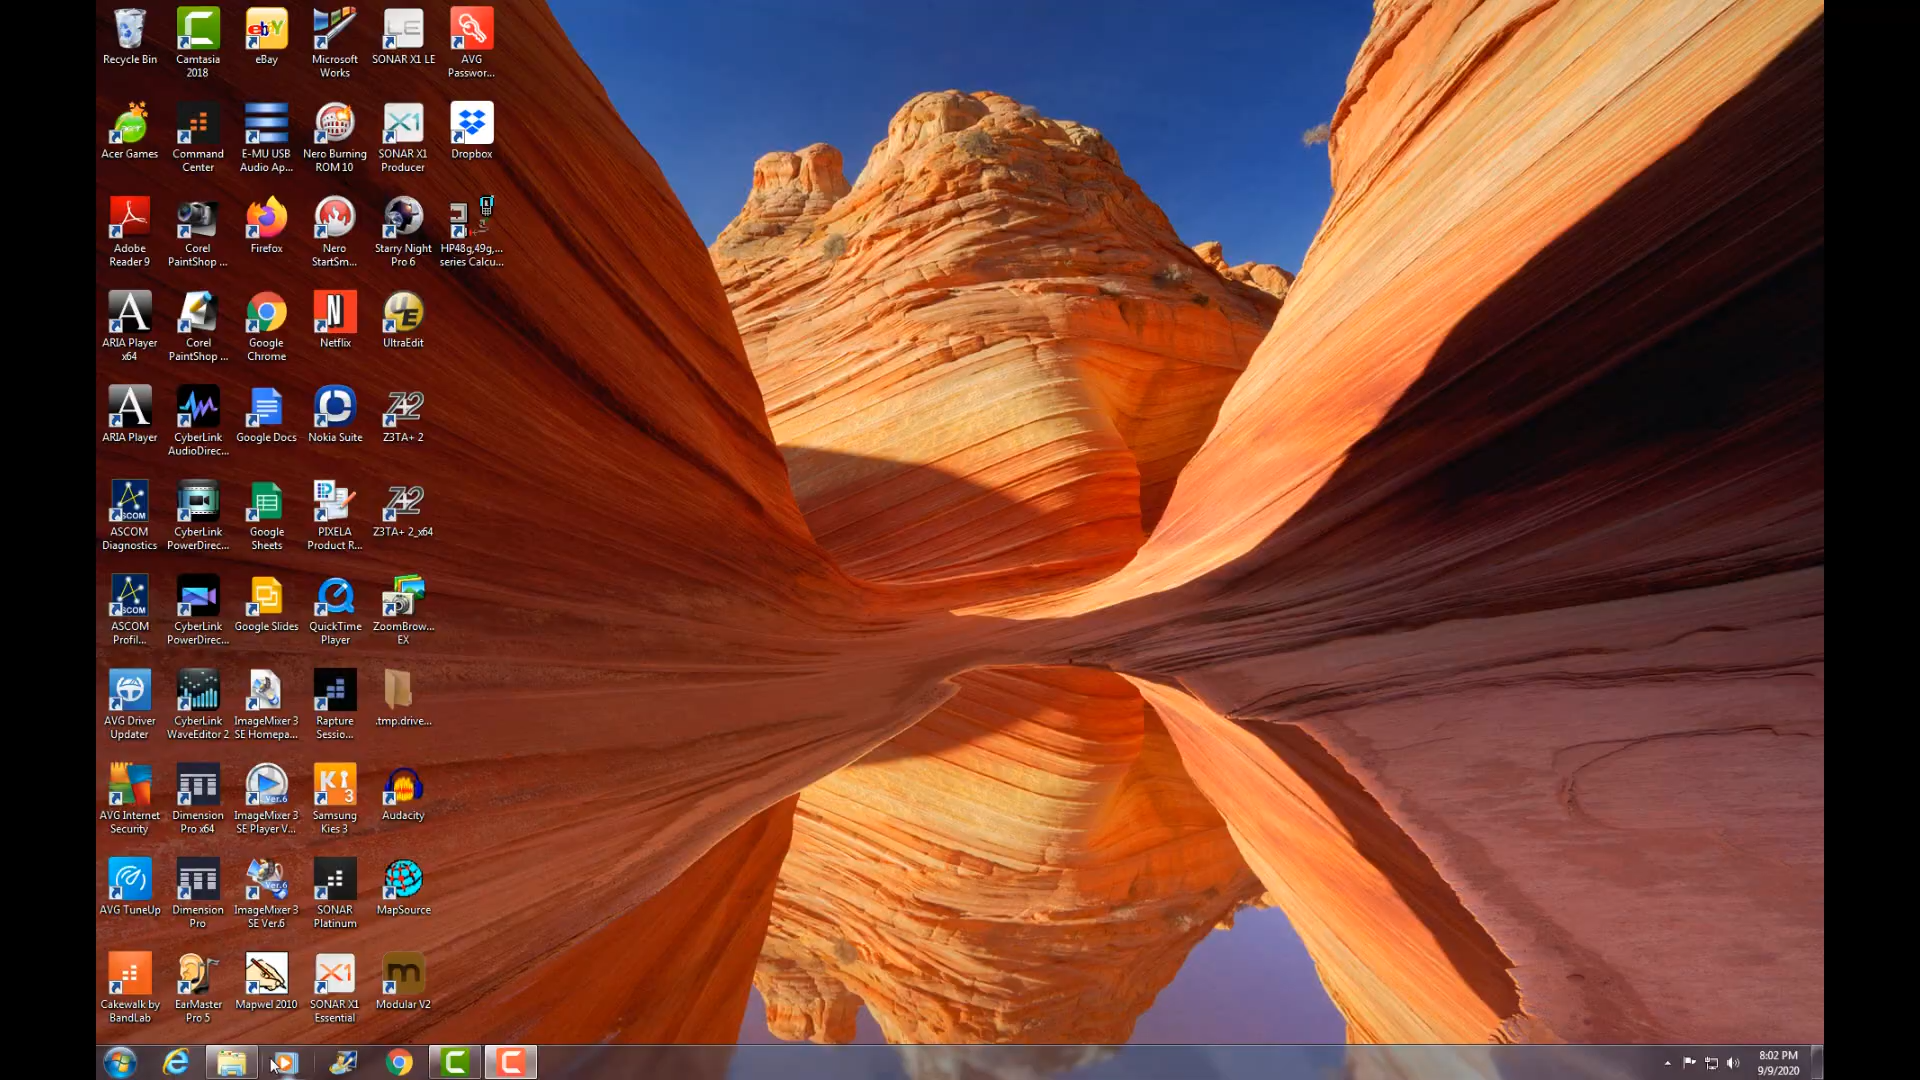 Recycle Bin
Camtasia
2018
eBay
Microsoft
Works
SONAR X1 LE
AVG
Passwor...
Acer Games
Command
Center
E-MU USB
Audio Ap...
Nero Burning
ROM 10
SONAR X1
Producer
Dropbox
Adobe
Reader 9
Corel
PaintShop ...
Firefox
Nero
StartSm...
Starry Night
Pro 6
HP48g,49g,...
series Calcu...
ARIA Player
x64
Corel
PaintShop ...
Google
Chrome
Netflix
UltraEdit
ARIA Player
CyberLink
AudioDirec...
Google Docs
Nokia Suite
Z3TA+ 2
ASCOM
Diagnostics
CyberLink
PowerDirec...
Google
Sheets
PIXELA
Product R...
Z3TA+ 2_x64
ASCOM
Profil...
CyberLink
PowerDirec...
Google Slides
QuickTime
Player
ZoomBrow...
EX
AVG Driver
Updater
CyberLink
WaveEditor 2
ImageMixer 3
SE Homepa...
Rapture
Sessio...
.tmp.drive...
AVG Internet
Security
Dimension
Pro x64
ImageMixer 3
SE Player V...
Samsung
Kies 3
Audacity
AVG TuneUp
Dimension
Pro
ImageMixer 3
SE Ver.6
SONAR
Platinum
MapSource
Cakewalk by
BandLab
EarMaster
Pro 5
Mapwel 2010
SONAR X1
Essential
Modular V2
8:02 PM
9/9/2020